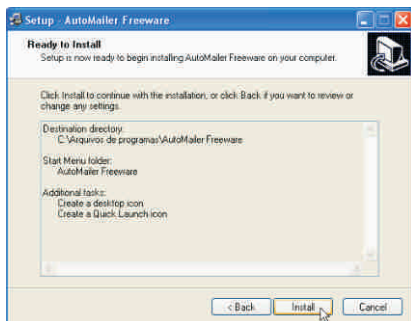 Setup - AutoMailer Freeware
Ready to Install
Setup is now ready to begin installing AutoMailer Freeware on your computer.
Click Install to continue with the installation, or click Back if you want to review or
change any settings.
Destination directory:
C:\Arquivos de programas\AutoMailer Freeware
Start Menu folder:
AutoMailer Freeware
Additional tasks:
Create a desktop icon
Create a Quick Launch icon
< Back
Install
Cancel